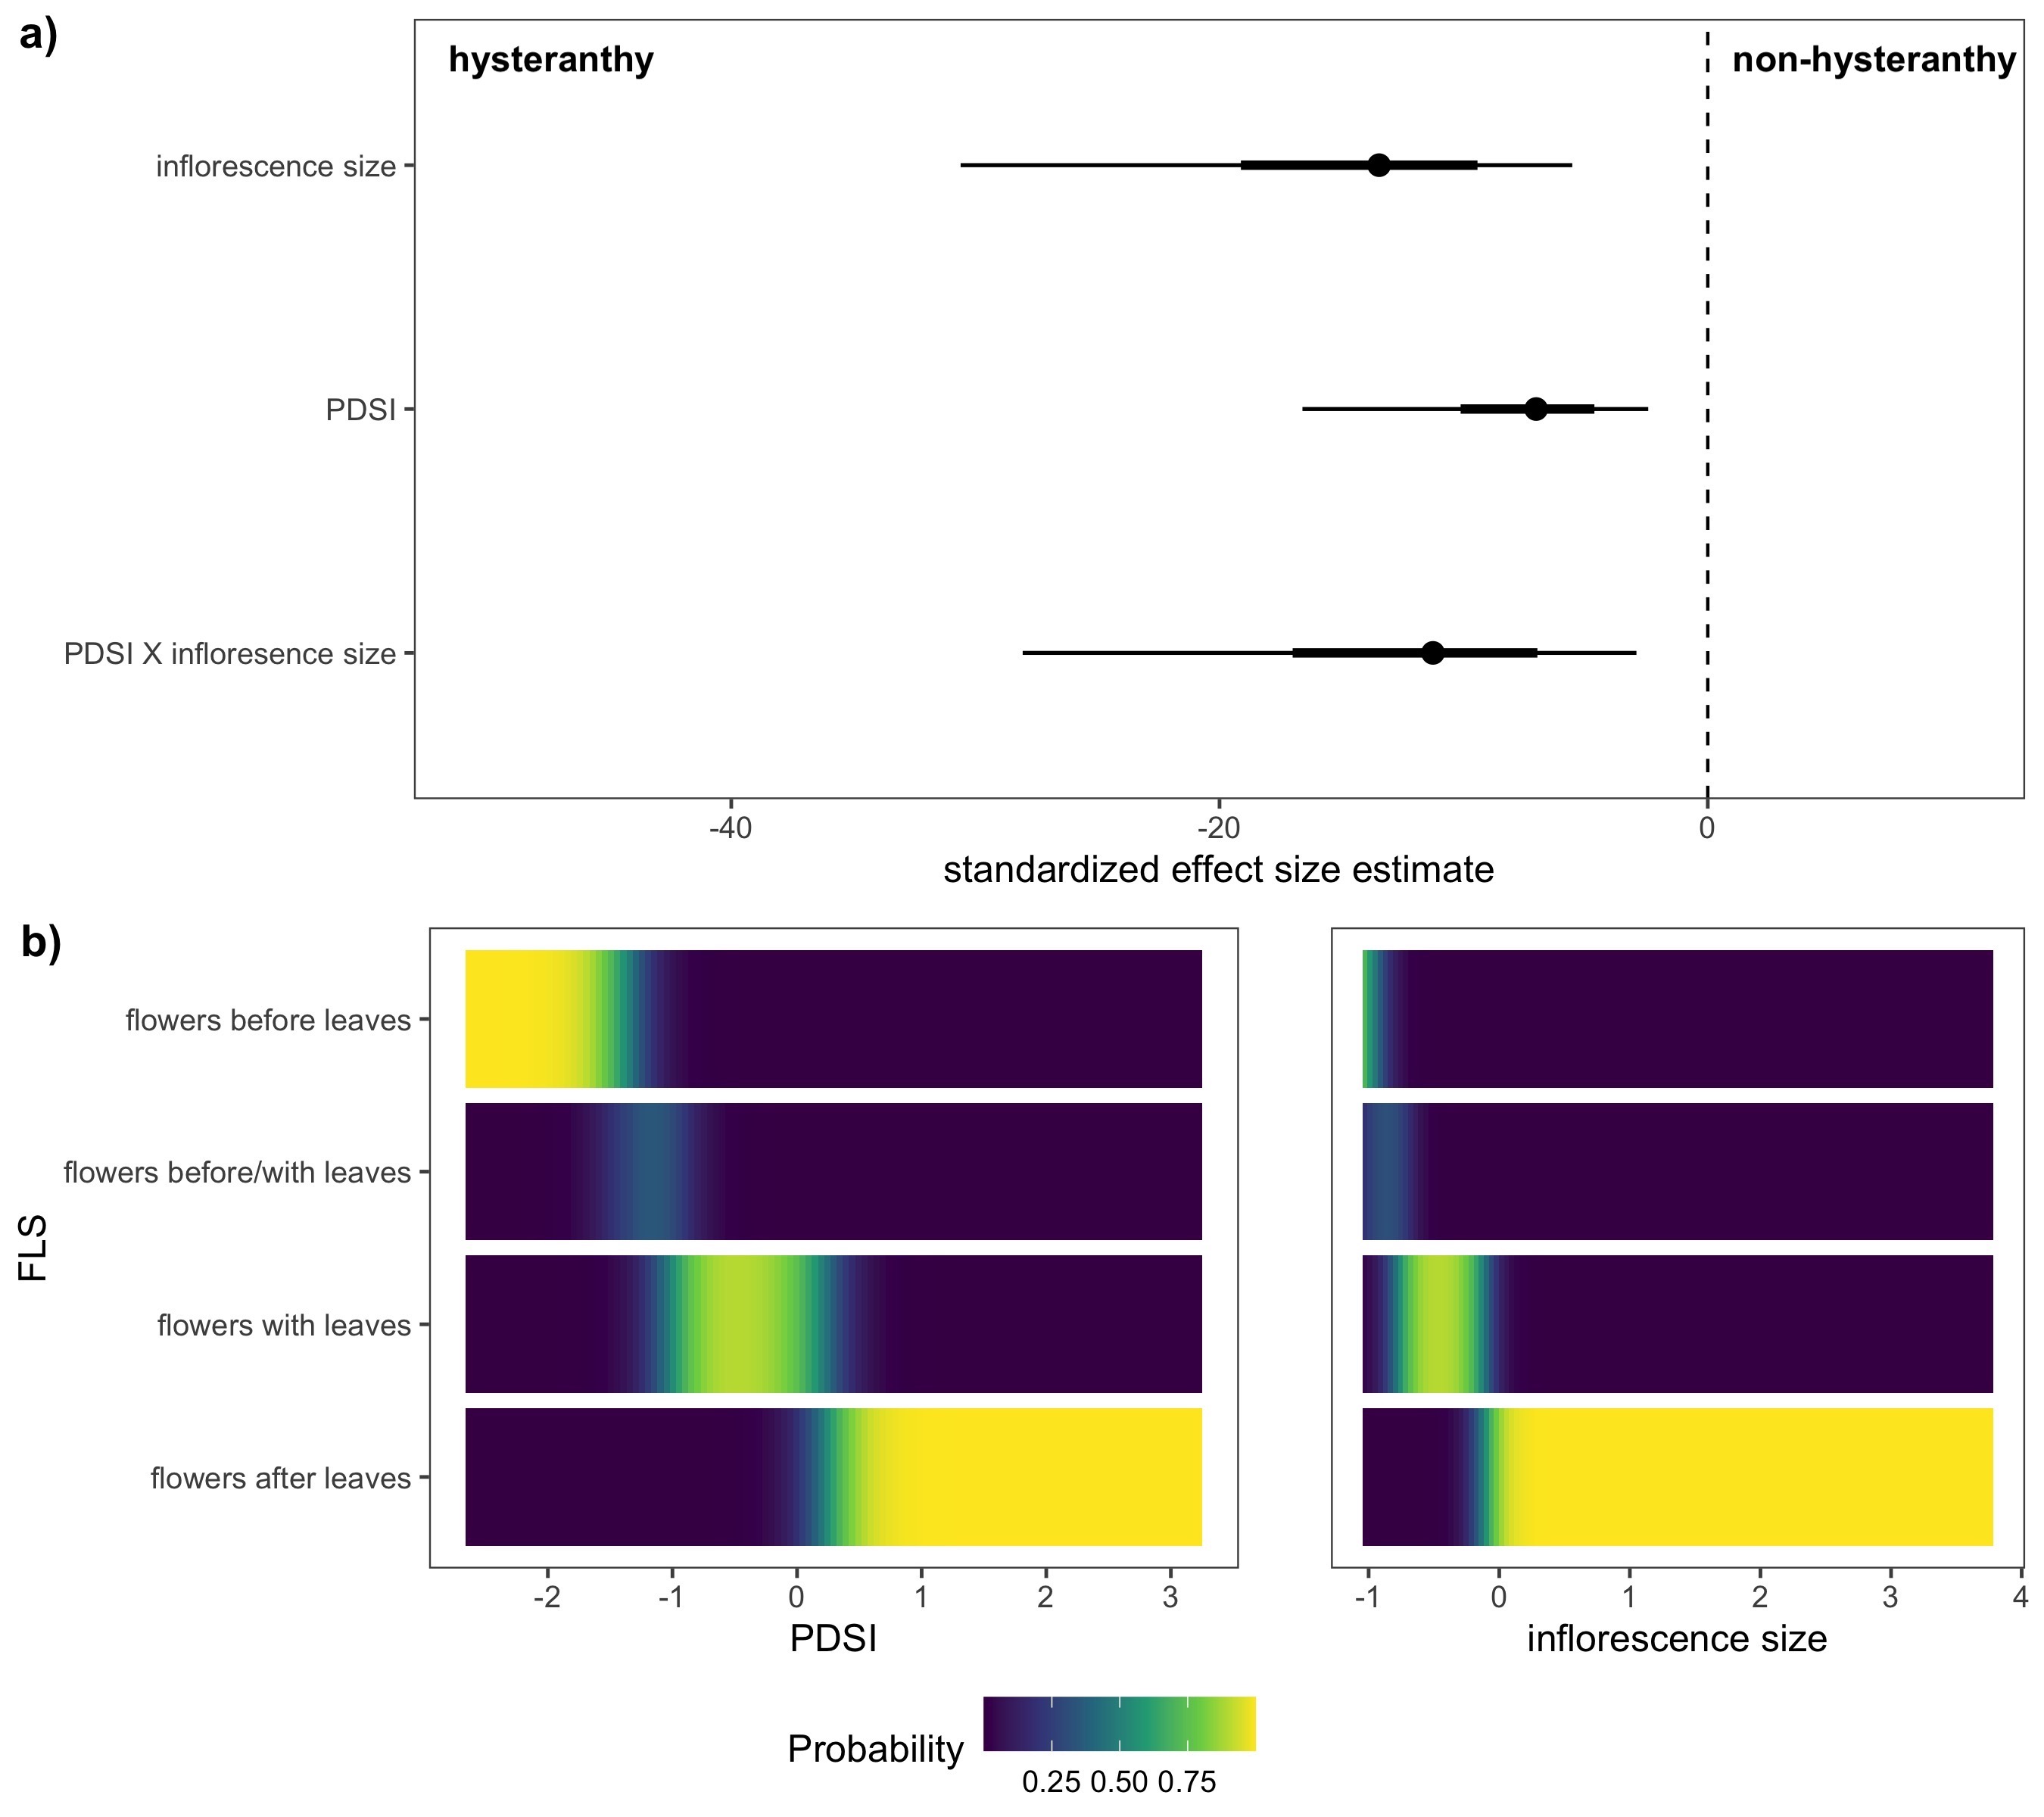 a)
hysteranthy
non-hysteranthy
inflorescence size
PDSI
PDSI X infloresence size
-40 -20 0
standardized effect size estimate
b)
FLS
flowers before leaves
flowers before/with leaves
flowers with leaves
flowers after leaves
-2 -1 0 1 2 3
PDSI
-1 0 1 2 3 4
inflorescence size
Probability
0.25 0.50 0.75